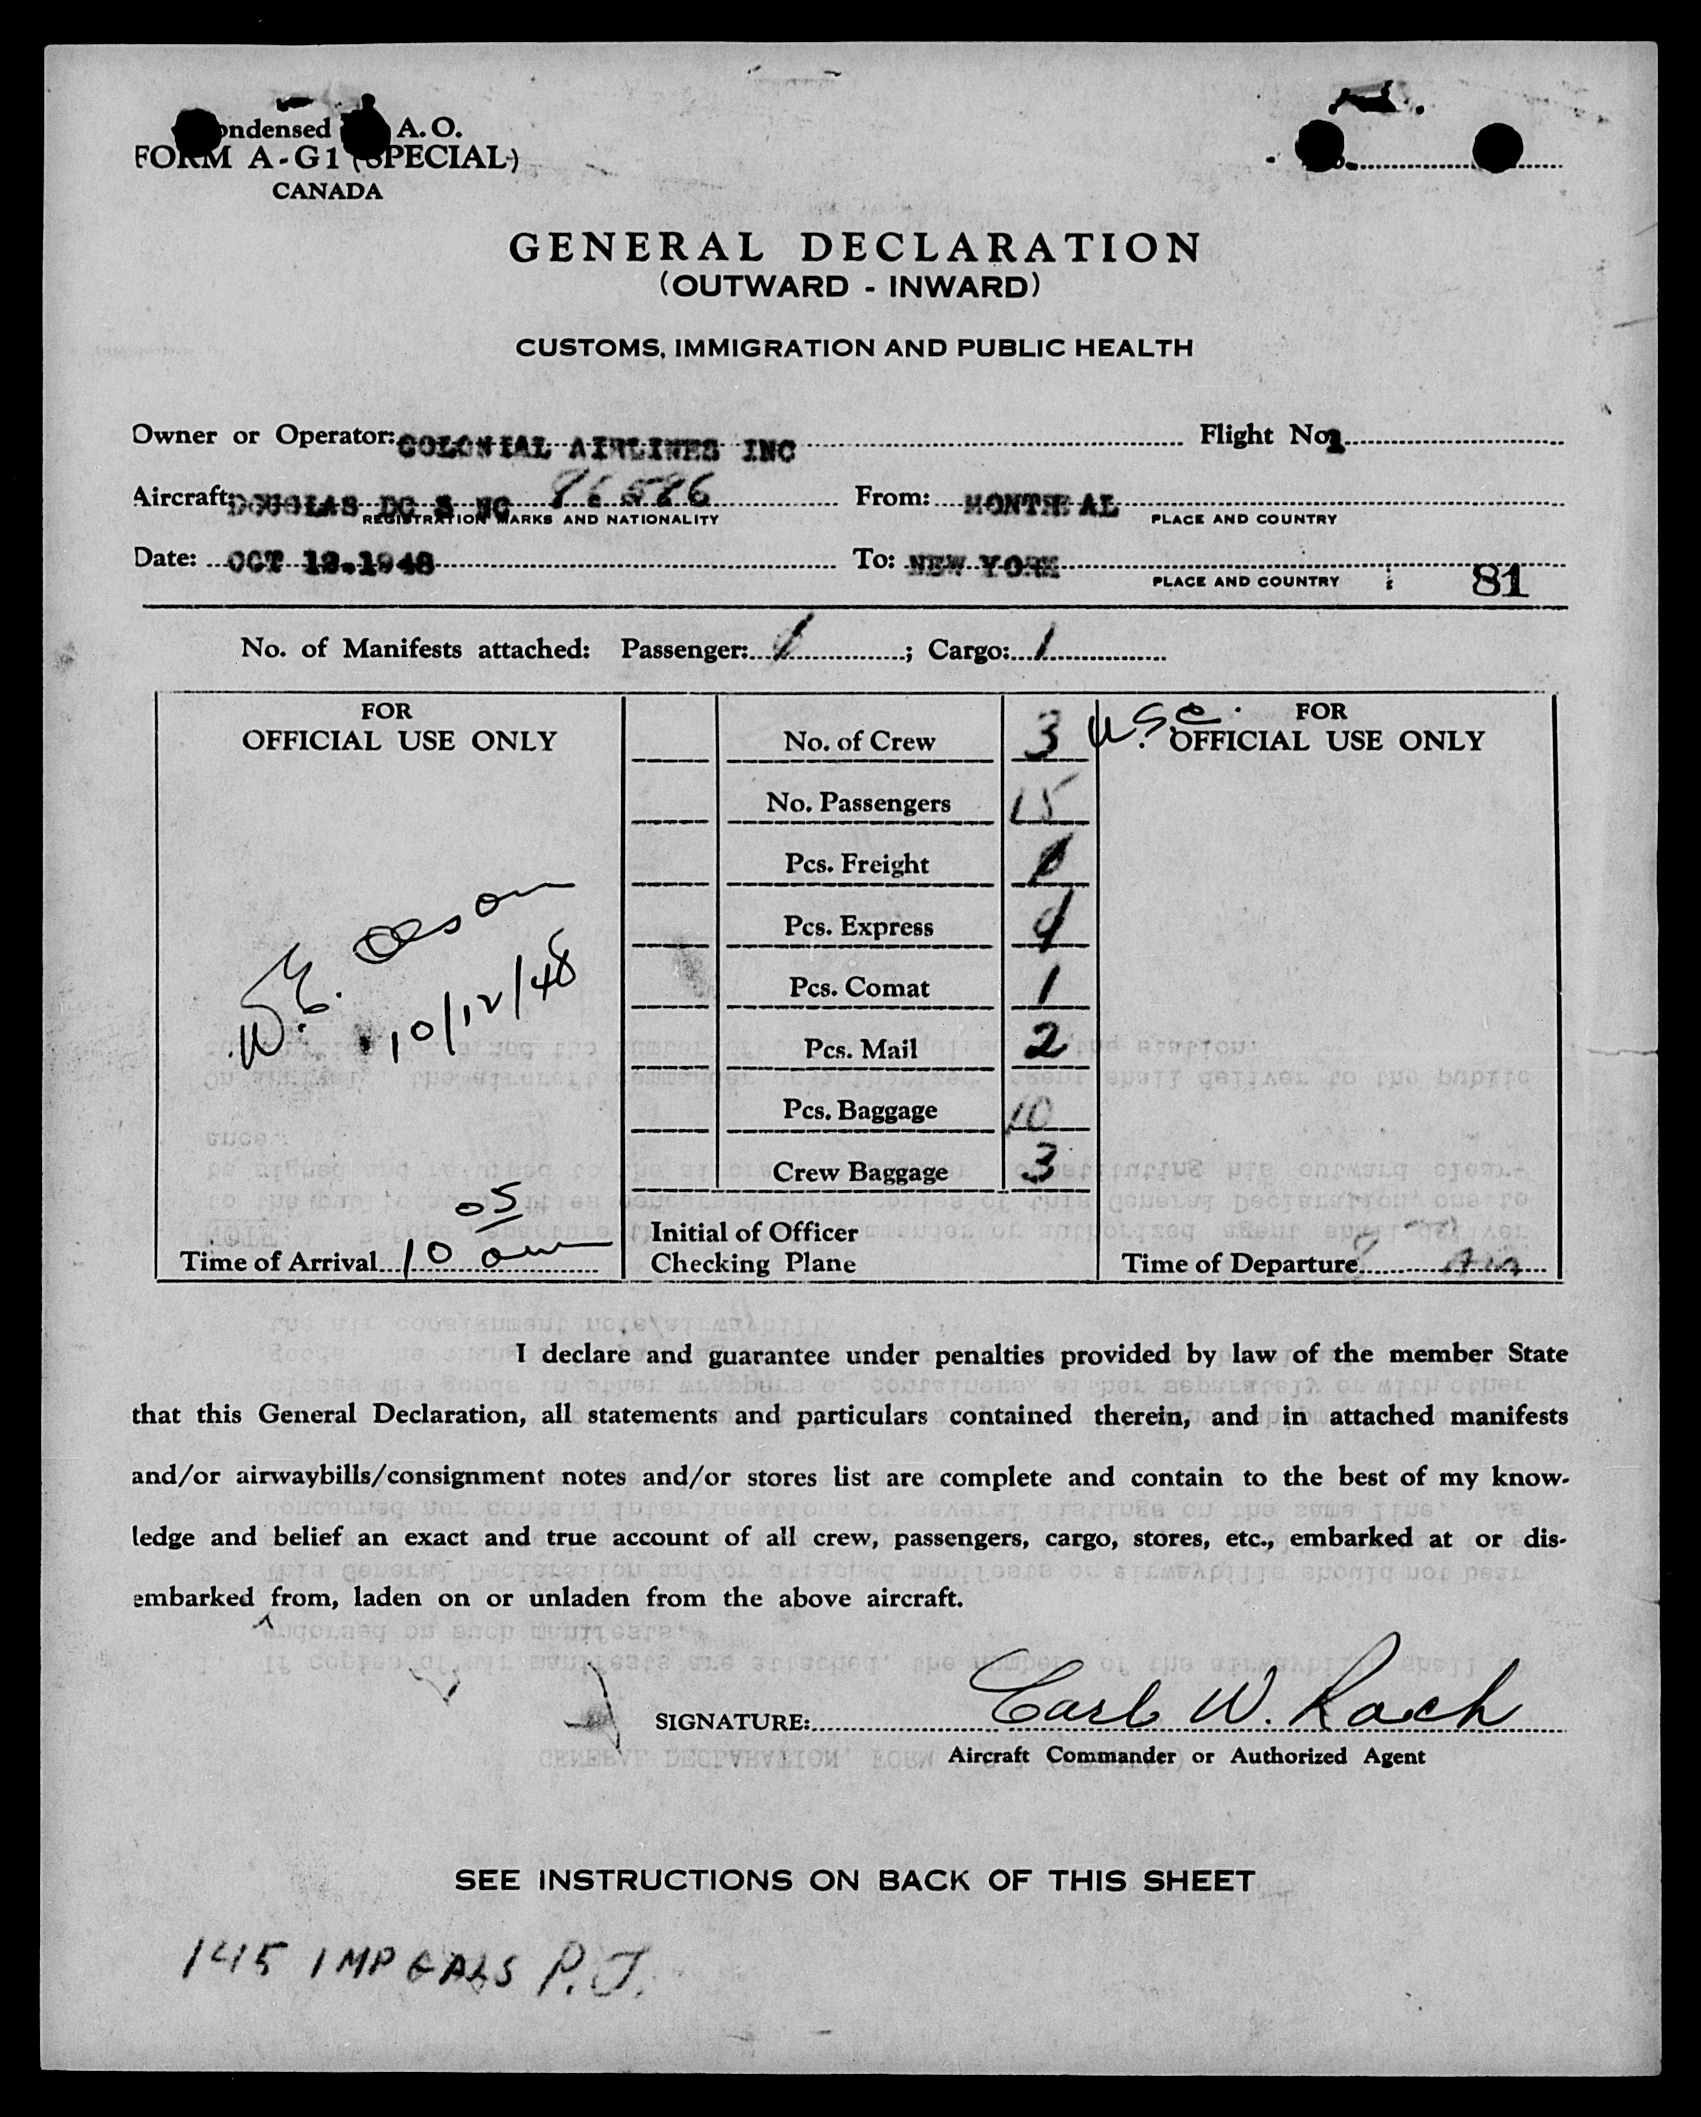 Condensed A. O.
FORM A-G1 (SPECIAL)
CANADA
GENERAL DECLARATION
(OUTWARD - INWARD)
CUSTOMS, IMMIGRATION AND PUBLIC HEALTH
Owner or Operator: COLONIAL AIRLINES INC Flight No.
Aircraft: DOUGLAS DC 3 NC 86586 From: MONTREAL
REGISTRATION MARKS AND NATIONALITY PLACE AND COUNTRY
Date: OCT 12.1948 To: NEW YORK
PLACE AND COUNTRY 81
No. of Manifests attached: Passenger: 1; Cargo: 1
FOR FOR
OFFICIAL USE ONLY No. of Crew 3 OFFICIAL USE ONLY
No. Passengers 15
Pcs. Freight
Pcs. Express
Pcs. Comat 1
W.E. Olson
10/12/48
Pcs. Mail 2
Pcs. Baggage 10
Crew Baggage 3
Time of Arrival 10 05 am
Initial of Officer
Checking Plane
Time of Departure
I declare and guarantee under penalties provided by law of the member State
that this General Declaration, all statements and particulars contained therein, and in attached manifests
and/or airwaybills/consignment notes and/or stores list are complete and contain to the best of my know-
ledge and belief an exact and true account of all crew, passengers, cargo, stores, etc., embarked at or dis-
embarked from, laden on or unladen from the above aircraft.
SIGNATURE: Carl W. Rach
Aircraft Commander or Authorized Agent
SEE INSTRUCTIONS ON BACK OF THIS SHEET
145 IMP GALS P.J.